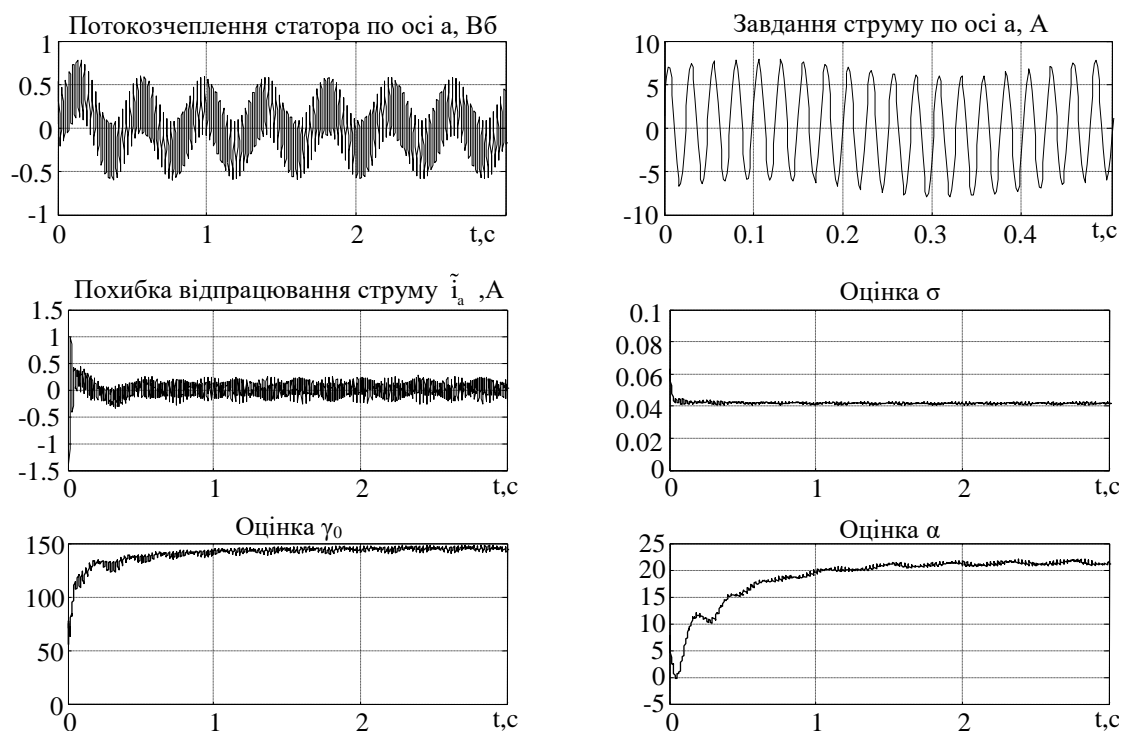 Потокозчеплення статора по осі a, Вб
1
0.5
0
-0.5
-1
0 1 2 t,c
Завдання струму по осі a, А
10
5
0
-5
-10
0 0.1 0.2 0.3 0.4 t,c
Похибка відпрацювання струму ĩₐ ,А
1.5
1
0.5
0
-0.5
-1
-1.5
0 1 2 t,c
Оцінка σ
0.1
0.08
0.06
0.04
0.02
0
0 1 2 t,c
Оцінка γ₀
150
100
50
0
0 1 2 t,c
Оцінка α
25
20
15
10
5
0
-5
0 1 2 t,c